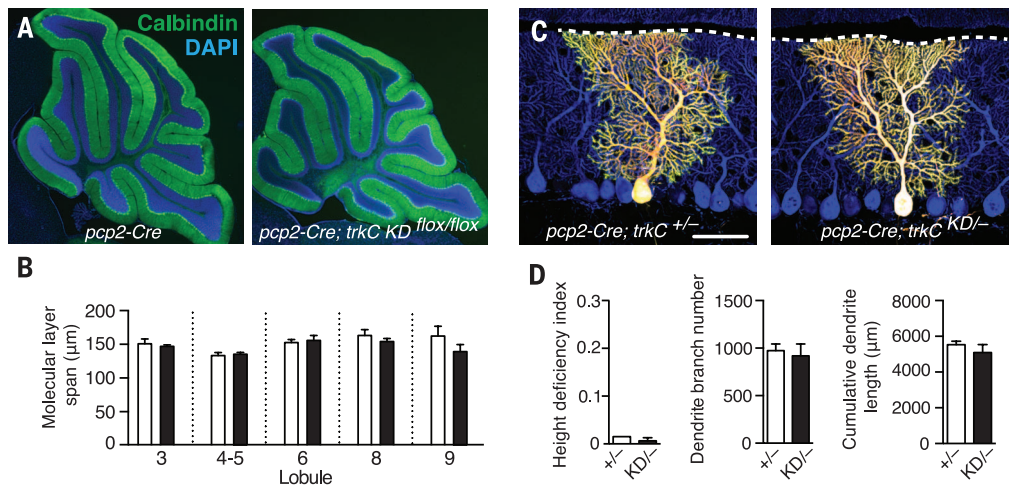 A
Calbindin
DAPI
pcp2-Cre
pcp2-Cre; trkC KD flox/flox
C
pcp2-Cre; trkC +/–
pcp2-Cre; trkC KD/–
B
Molecular layer
span (µm)
200
150
100
50
0
3 4-5 6 8 9
Lobule
D
Height deficiency index
0.3
0.2
0.1
0
+/–
KD/–
Dendrite branch number
1500
1000
500
0
+/–
KD/–
Cumulative dendrite
length (µm)
8000
6000
4000
2000
0
+/–
KD/–